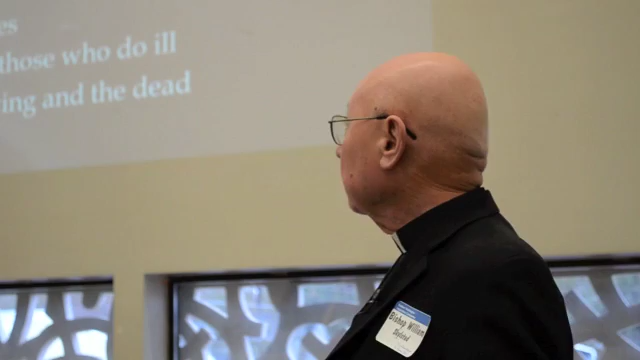 es
those who do ill
ing and the dead
Bishop William